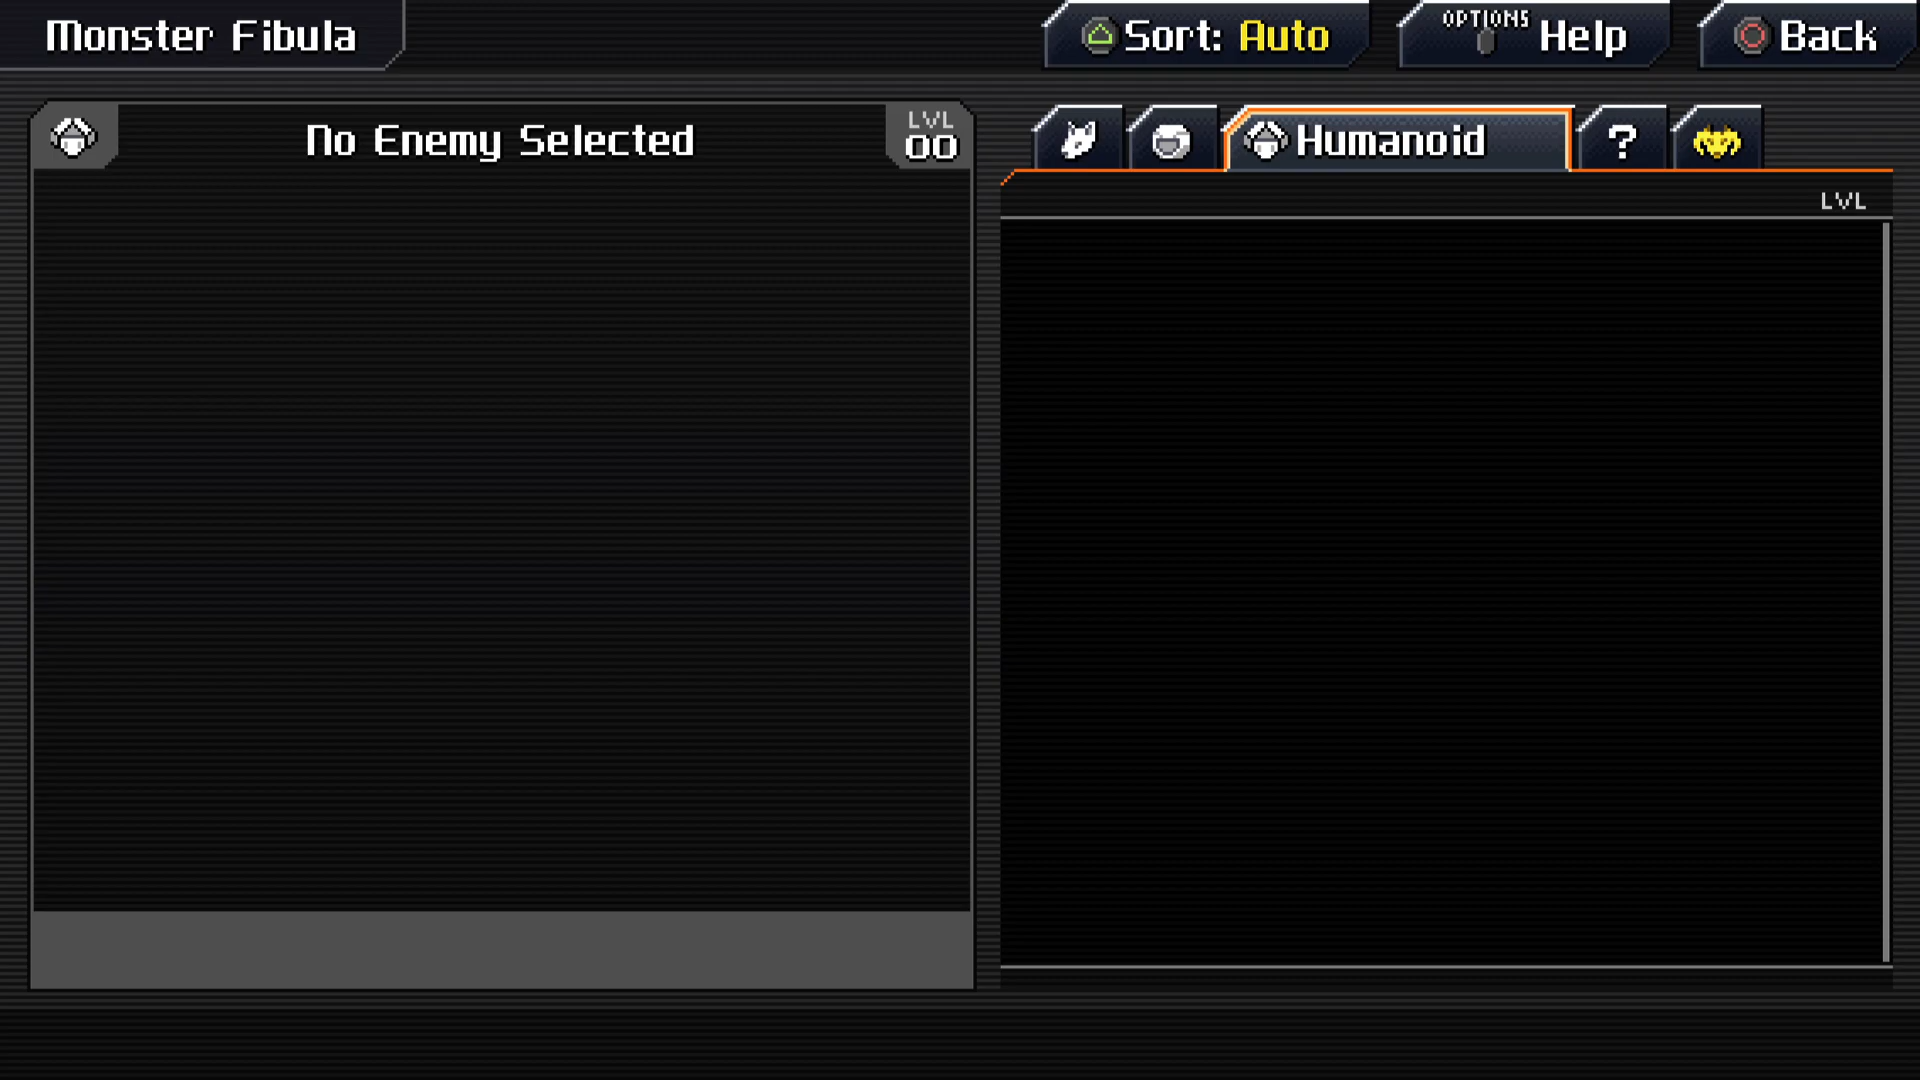 Monster Fibula
Sort: Auto
OPTIONS
Help
Back
No Enemy Selected
LVL
00
Humanoid
?
LVL